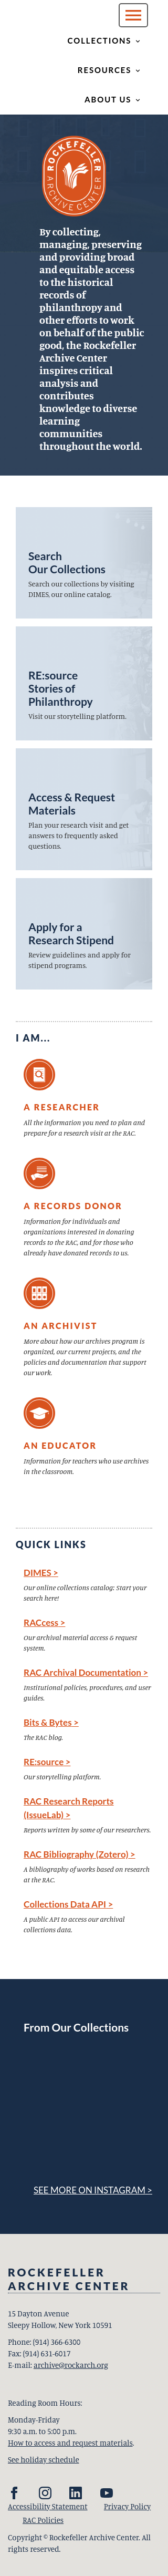 COLLECTIONS
RESOURCES
ABOUT US
ROCKEFELLER
ARCHIVE CENTER
By collecting,
managing, preserving
and providing broad
and equitable access
to the historical
records of
philanthropy and
other efforts to work
on behalf of the public
good, the Rockefeller
Archive Center
inspires critical
analysis and
contributes
knowledge to diverse
learning
communities
throughout the world.
Search
Our Collections
Search our collections by visiting
DIMES, our online catalog.
RE:source
Stories of
Philanthropy
Visit our storytelling platform.
Access & Request
Materials
Plan your research visit and get
answers to frequently asked
questions.
Apply for a
Research Stipend
Review guidelines and apply for
stipend programs.
I AM...
A RESEARCHER
All the information you need to plan and
prepare for a research visit at the RAC.
A RECORDS DONOR
Information for individuals and
organizations interested in donating
records to the RAC, and for those who
already have donated records to us.
AN ARCHIVIST
More about how our archives program is
organized, our current projects, and the
policies and documentation that support
our work.
AN EDUCATOR
Information for teachers who use archives
in the classroom.
QUICK LINKS
DIMES >
Our online collections catalog: Start your
search here!
RACcess >
Our archival material access & request
system.
RAC Archival Documentation >
Institutional policies, procedures, and user
guides.
Bits & Bytes >
The RAC blog.
RE:source >
Our storytelling platform.
RAC Research Reports
(IssueLab) >
Reports written by some of our researchers.
RAC Bibliography (Zotero) >
A bibliography of works based on research
at the RAC.
Collections Data API >
A public API to access our archival
collections data.
From Our Collections
SEE MORE ON INSTAGRAM >
ROCKEFELLER
ARCHIVE CENTER
15 Dayton Avenue
Sleepy Hollow, New York 10591
Phone: (914) 366-6300
Fax: (914) 631-6017
E-mail: archive@rockarch.org
Reading Room Hours:
Monday-Friday
9:30 a.m. to 5:00 p.m.
How to access and request materials.
See holiday schedule
Accessibility Statement Privacy Policy
RAC Policies
Copyright © Rockefeller Archive Center. All
rights reserved.